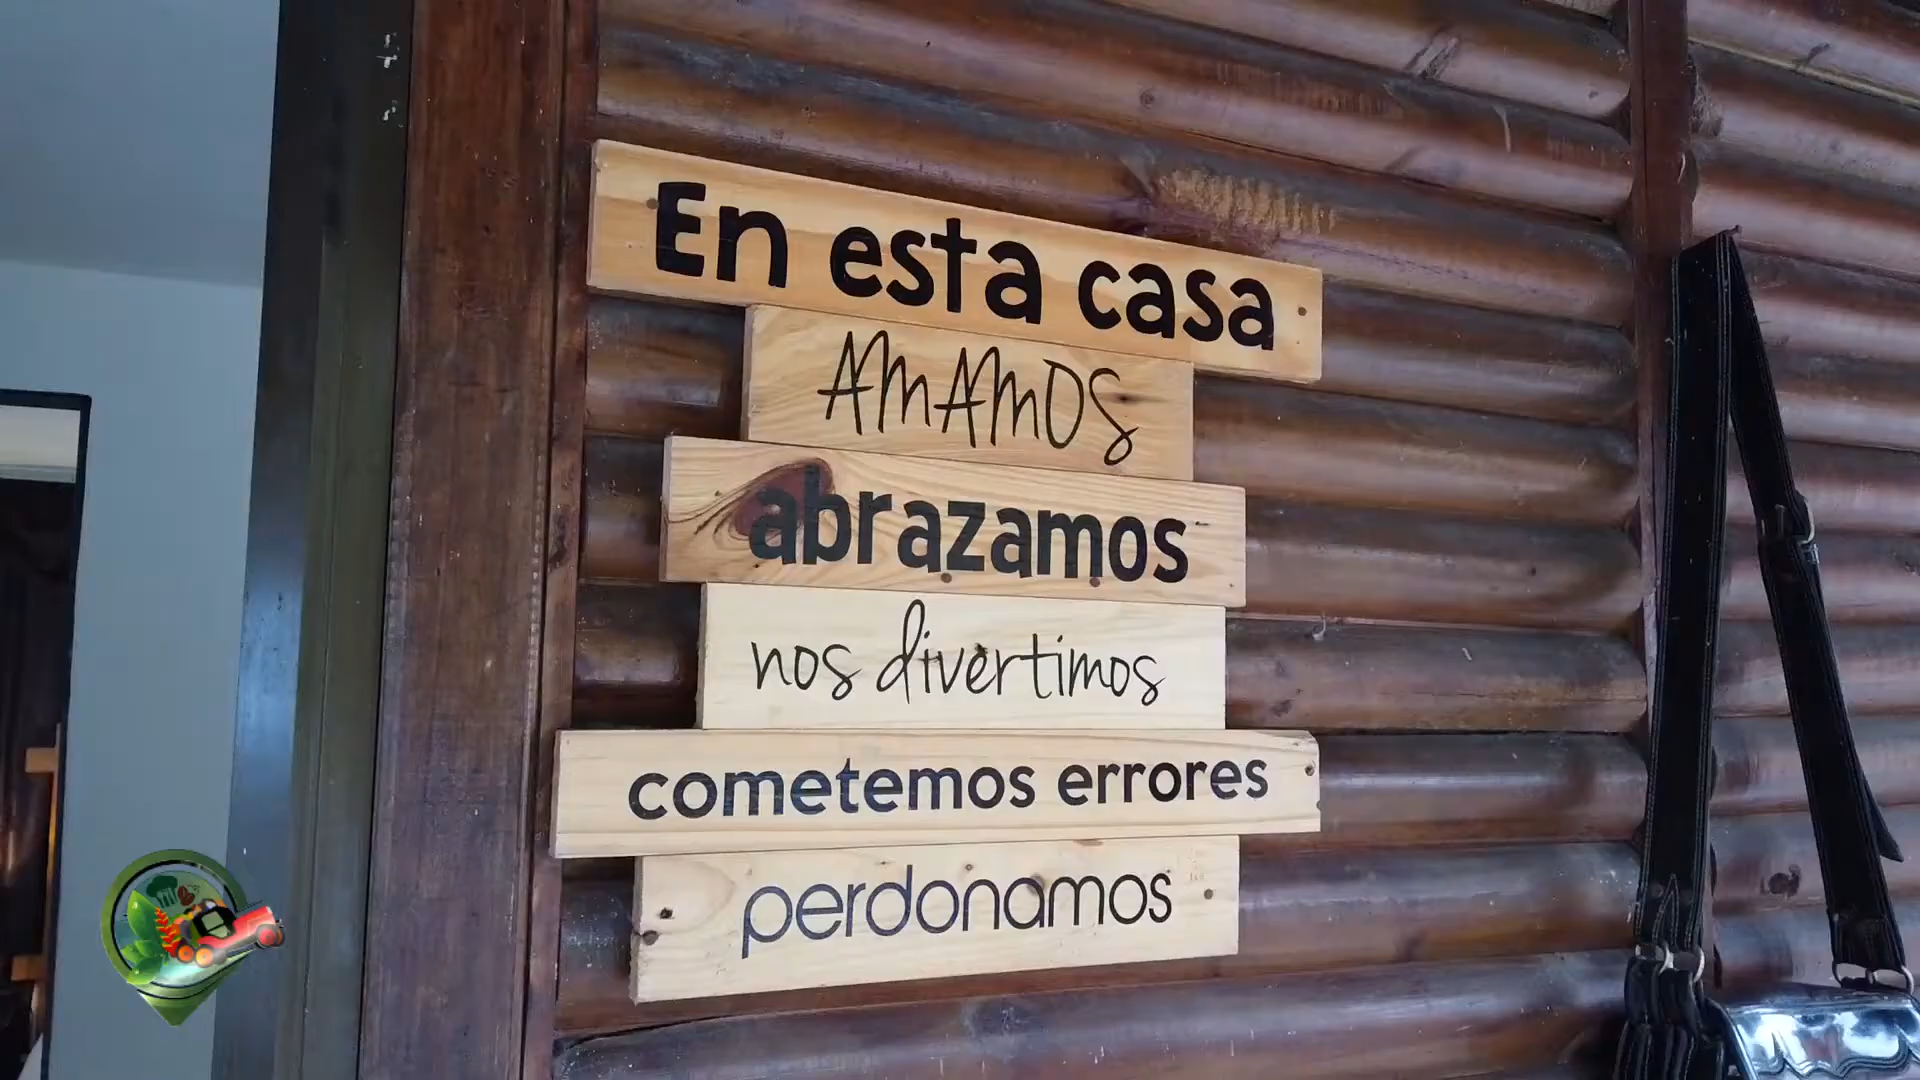 En esta casa
AMAMOS
abrazamos
nos divertimos
cometemos errores
perdonamos